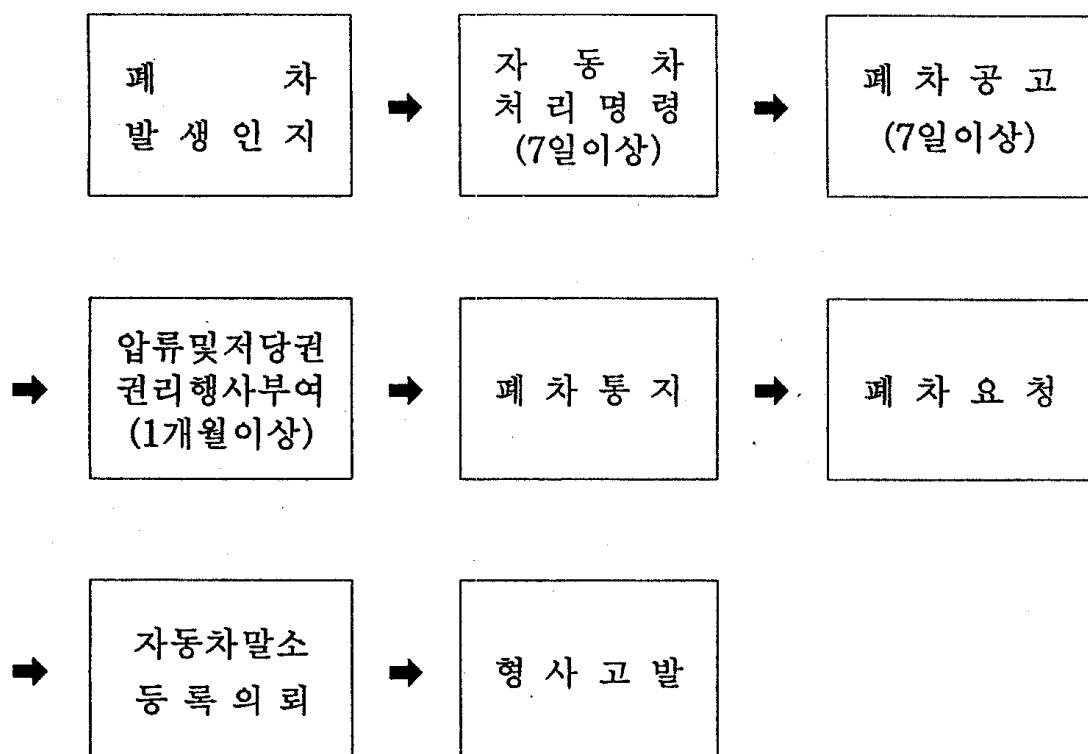 폐 차
발 생 인 지
➡
자 동 차
처 리 명 령
(7일이상)
➡
폐 차 공 고
(7일이상)
➡
압류및저당권
권리행사부여
(1개월이상)
➡
폐 차 통 지
➡
폐 차 요 청
➡
자동차말소
등 록 의 뢰
➡
형 사 고 발